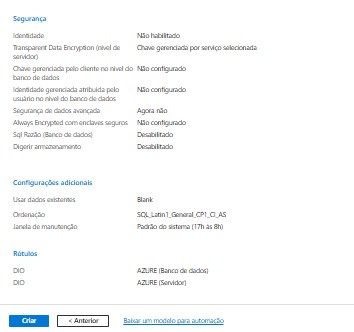 Segurança
Identidade Não habilitado
Transparent Data Encryption (nível de Chave gerenciada por serviço selecionada
servidor)
Chave gerenciada pelo cliente no nível do Não configurado
banco de dados
Identidade gerenciada atribuída pelo Não configurado
usuário no nível do banco de dados
Segurança de dados avançada Agora não
Always Encrypted com enclaves seguros Não configurado
Sql Razão (Banco de dados) Desabilitado
Digerir armazenamento Desabilitado
Configurações adicionais
Usar dados existentes Blank
Ordenação SQL_Latin1_General_CP1_CI_AS
Janela de manutenção Padrão do sistema (17h às 8h)
Rótulos
DIO AZURE (Banco de dados)
DIO AZURE (Servidor)
Criar < Anterior Baixar um modelo para automação